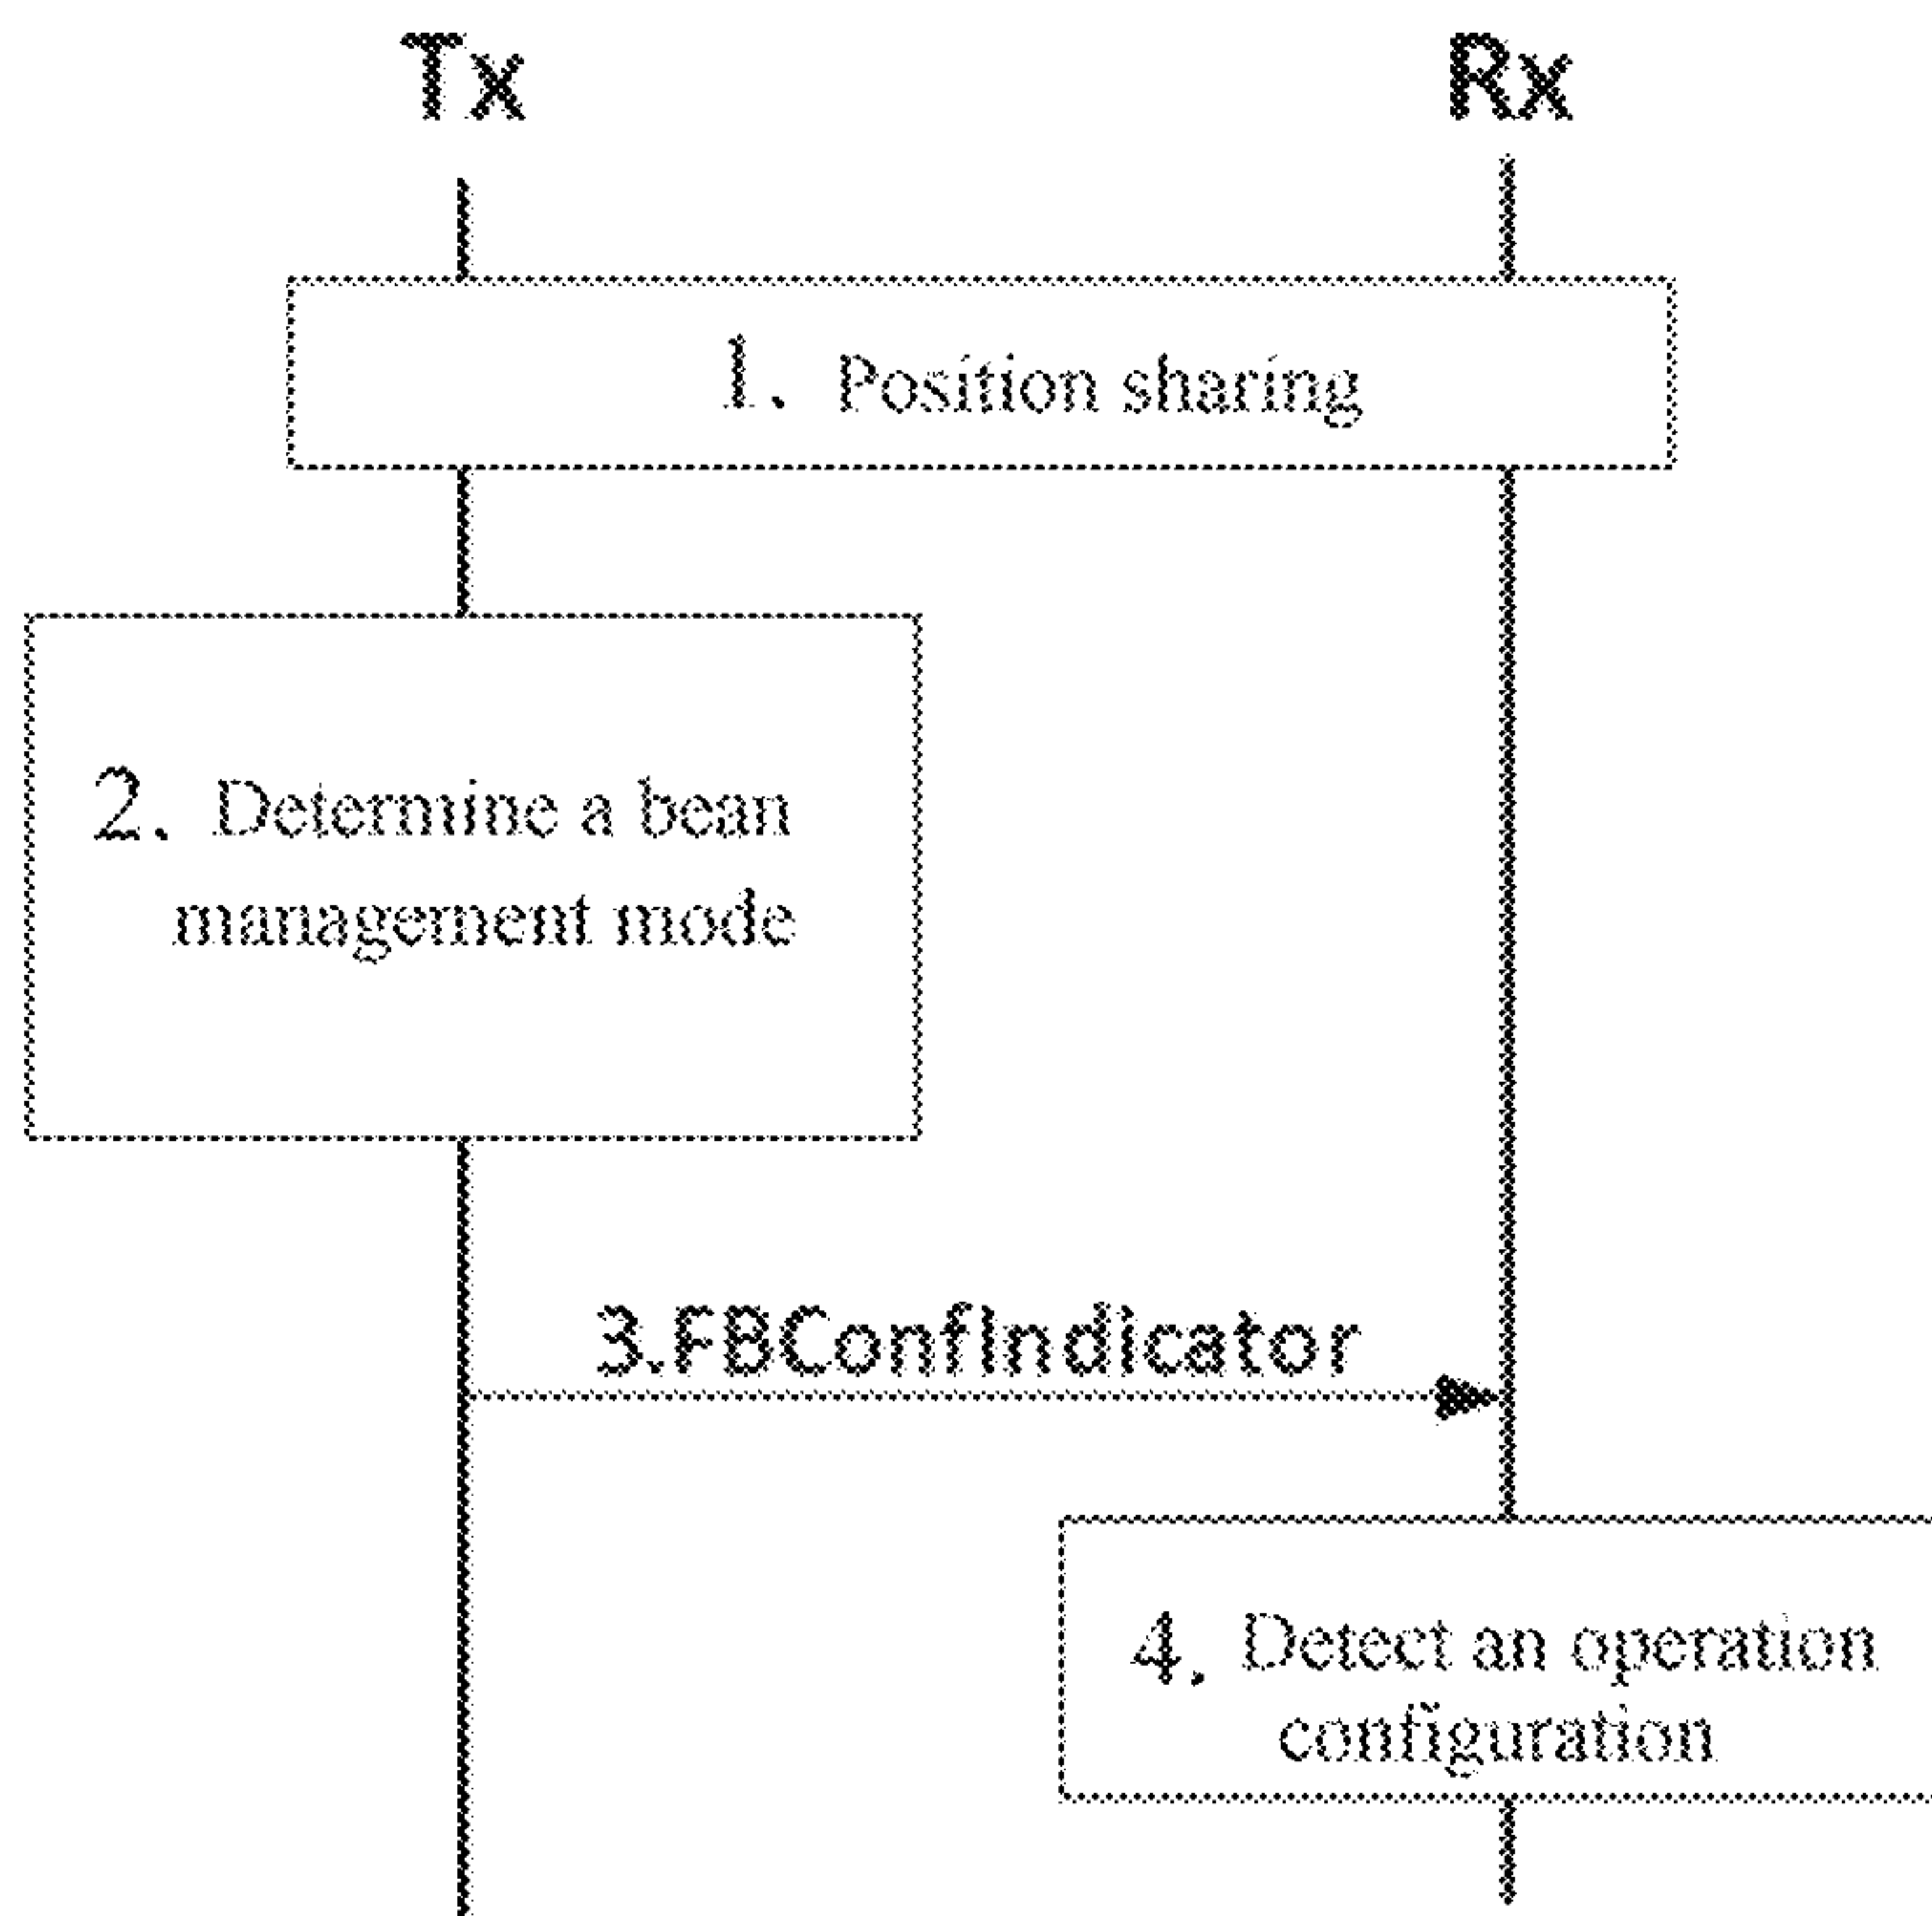 Tx
Rx
1. Position sharing
2. Determine a bean
management mode
3.FBConfIndicator
4. Detect an operation
configuration